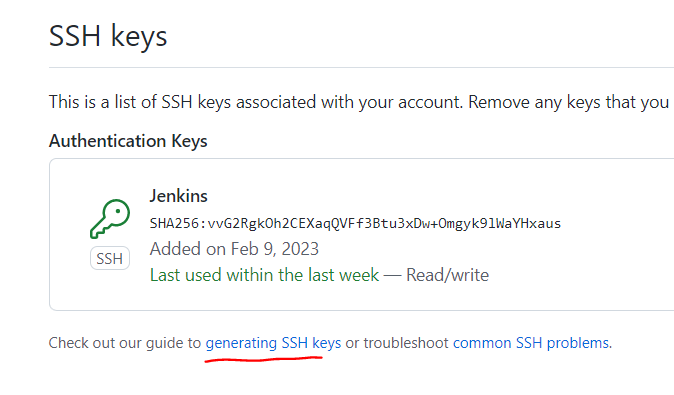 SSH keys
This is a list of SSH keys associated with your account. Remove any keys that you
Authentication Keys
Jenkins
SHA256:vvG2RgkOh2CEXaqQVFf3Btu3xDw+Omgyk9lWaYHxaus
Added on Feb 9, 2023
Last used within the last week — Read/write
SSH
Check out our guide to generating SSH keys or troubleshoot common SSH problems.